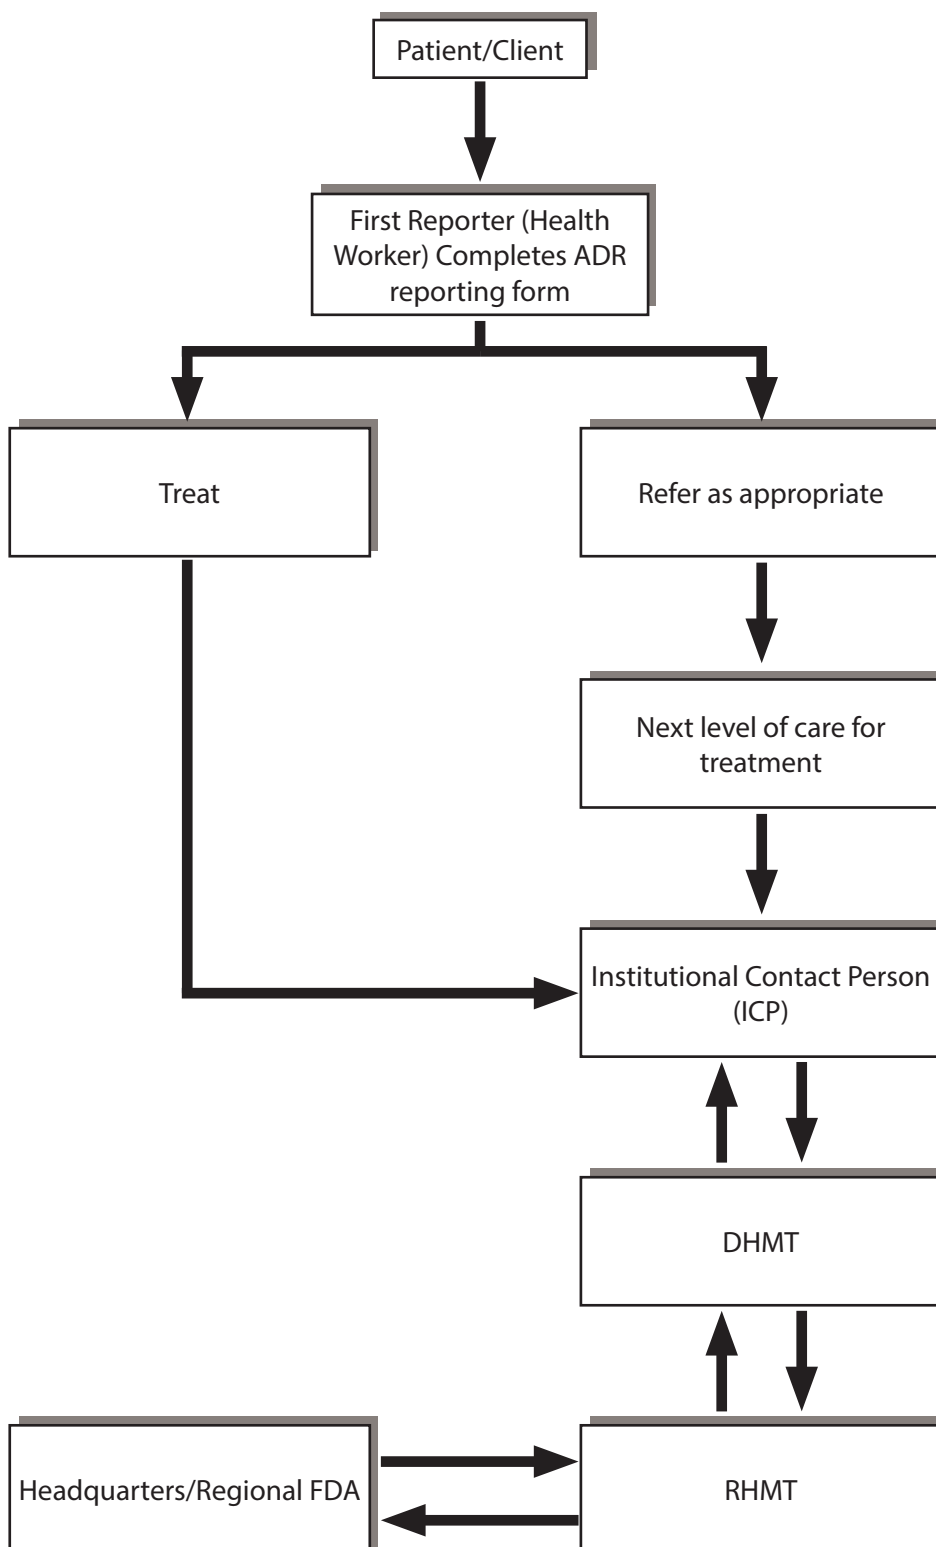 Patient/Client
First Reporter (Health
Worker) Completes ADR
reporting form
Treat
Refer as appropriate
Next level of care for
treatment
Institutional Contact Person
(ICP)
DHMT
Headquarters/Regional FDA
RHMT